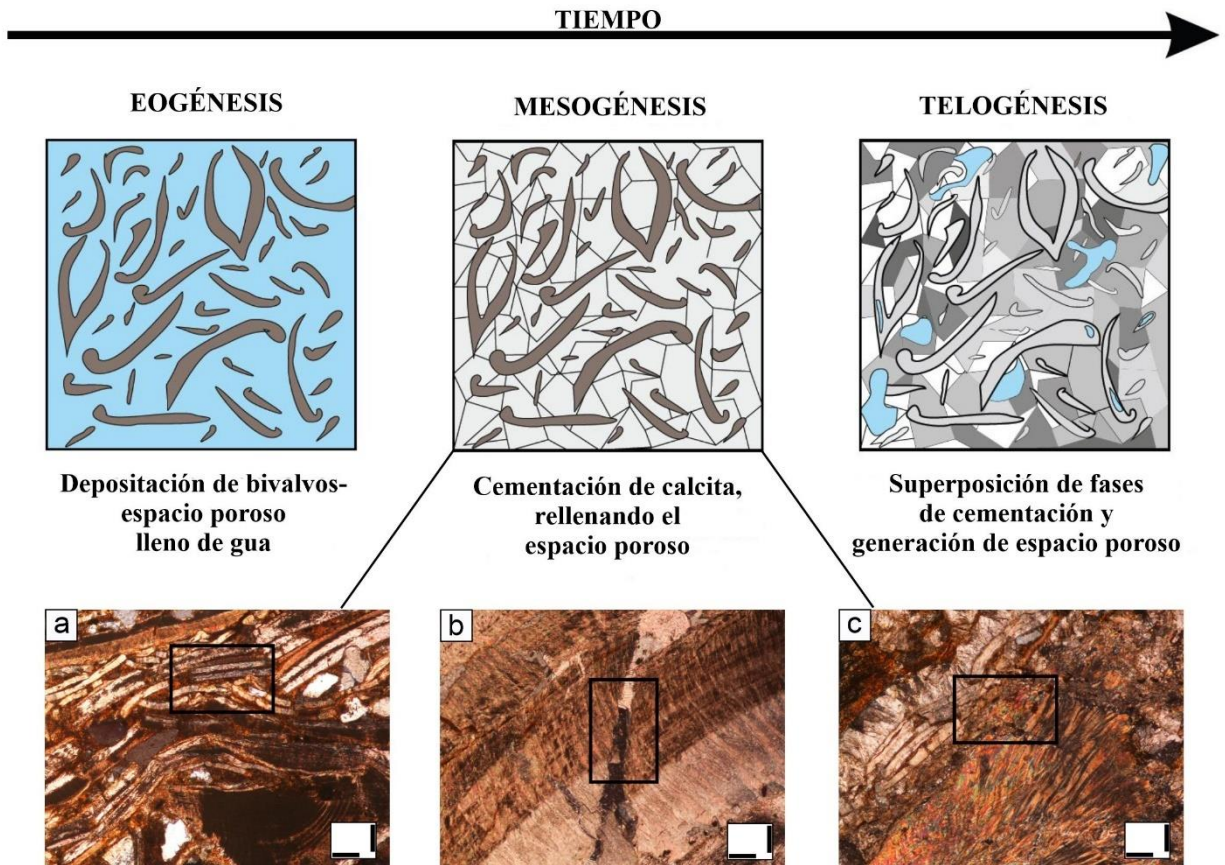 TIEMPO
EOGÉNESIS
MESOGÉNESIS
TELOGÉNESIS
Depositación de bivalvos-
espacio poroso
lleno de gua
Cementación de calcita,
rellenando el
espacio poroso
Superposición de fases
de cementación y
generación de espacio poroso
a
b
c